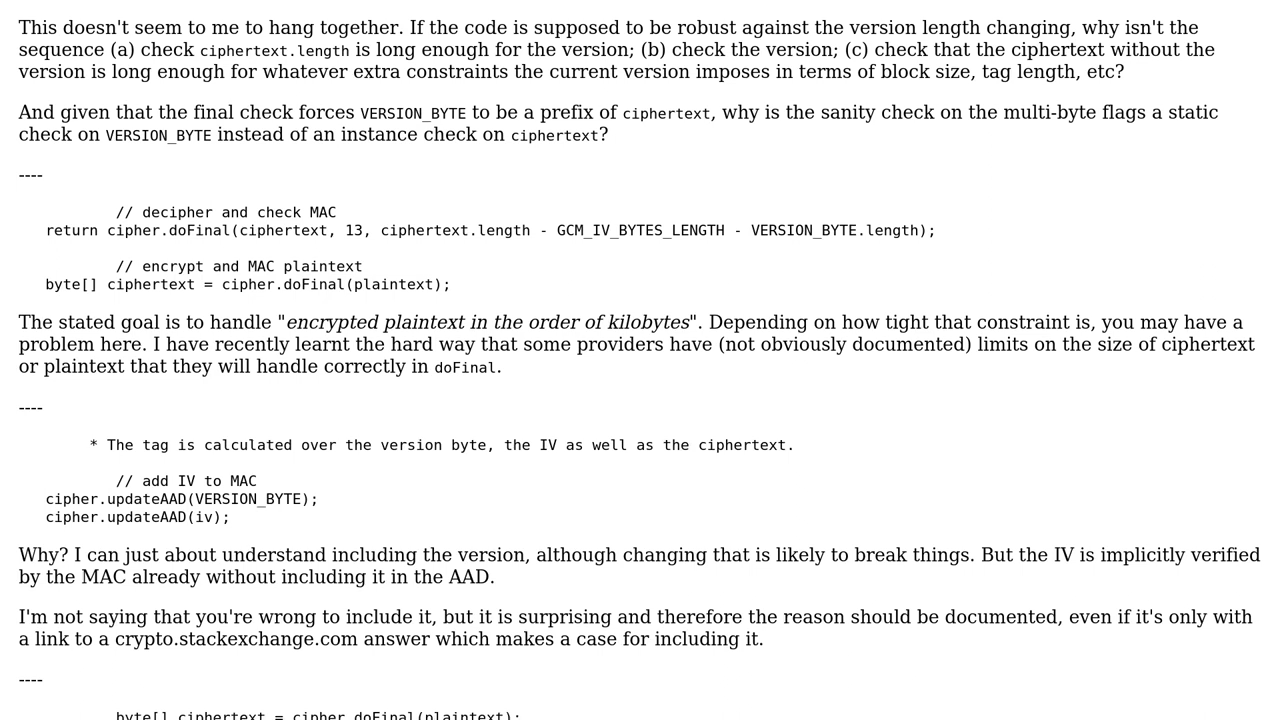 This doesn't seem to me to hang together. If the code is supposed to be robust against the version length changing, why isn't the
sequence (a) check ciphertext.length is long enough for the version; (b) check the version; (c) check that the ciphertext without the
version is long enough for whatever extra constraints the current version imposes in terms of block size, tag length, etc?
And given that the final check forces VERSION_BYTE to be a prefix of ciphertext, why is the sanity check on the multi-byte flags a static
check on VERSION_BYTE instead of an instance check on ciphertext?
----
// decipher and check MAC
return cipher.doFinal(ciphertext, 13, ciphertext.length - GCM_IV_BYTES_LENGTH - VERSION_BYTE.length);
// encrypt and MAC plaintext
byte[] ciphertext = cipher.doFinal(plaintext);
The stated goal is to handle "encrypted plaintext in the order of kilobytes". Depending on how tight that constraint is, you may have a
problem here. I have recently learnt the hard way that some providers have (not obviously documented) limits on the size of ciphertext
or plaintext that they will handle correctly in doFinal.
----
* The tag is calculated over the version byte, the IV as well as the ciphertext.
// add IV to MAC
cipher.updateAAD(VERSION_BYTE);
cipher.updateAAD(iv);
Why? I can just about understand including the version, although changing that is likely to break things. But the IV is implicitly verified
by the MAC already without including it in the AAD.
I'm not saying that you're wrong to include it, but it is surprising and therefore the reason should be documented, even if it's only with
a link to a crypto.stackexchange.com answer which makes a case for including it.
----
byte[] ciphertext = cipher.doFinal(plaintext);